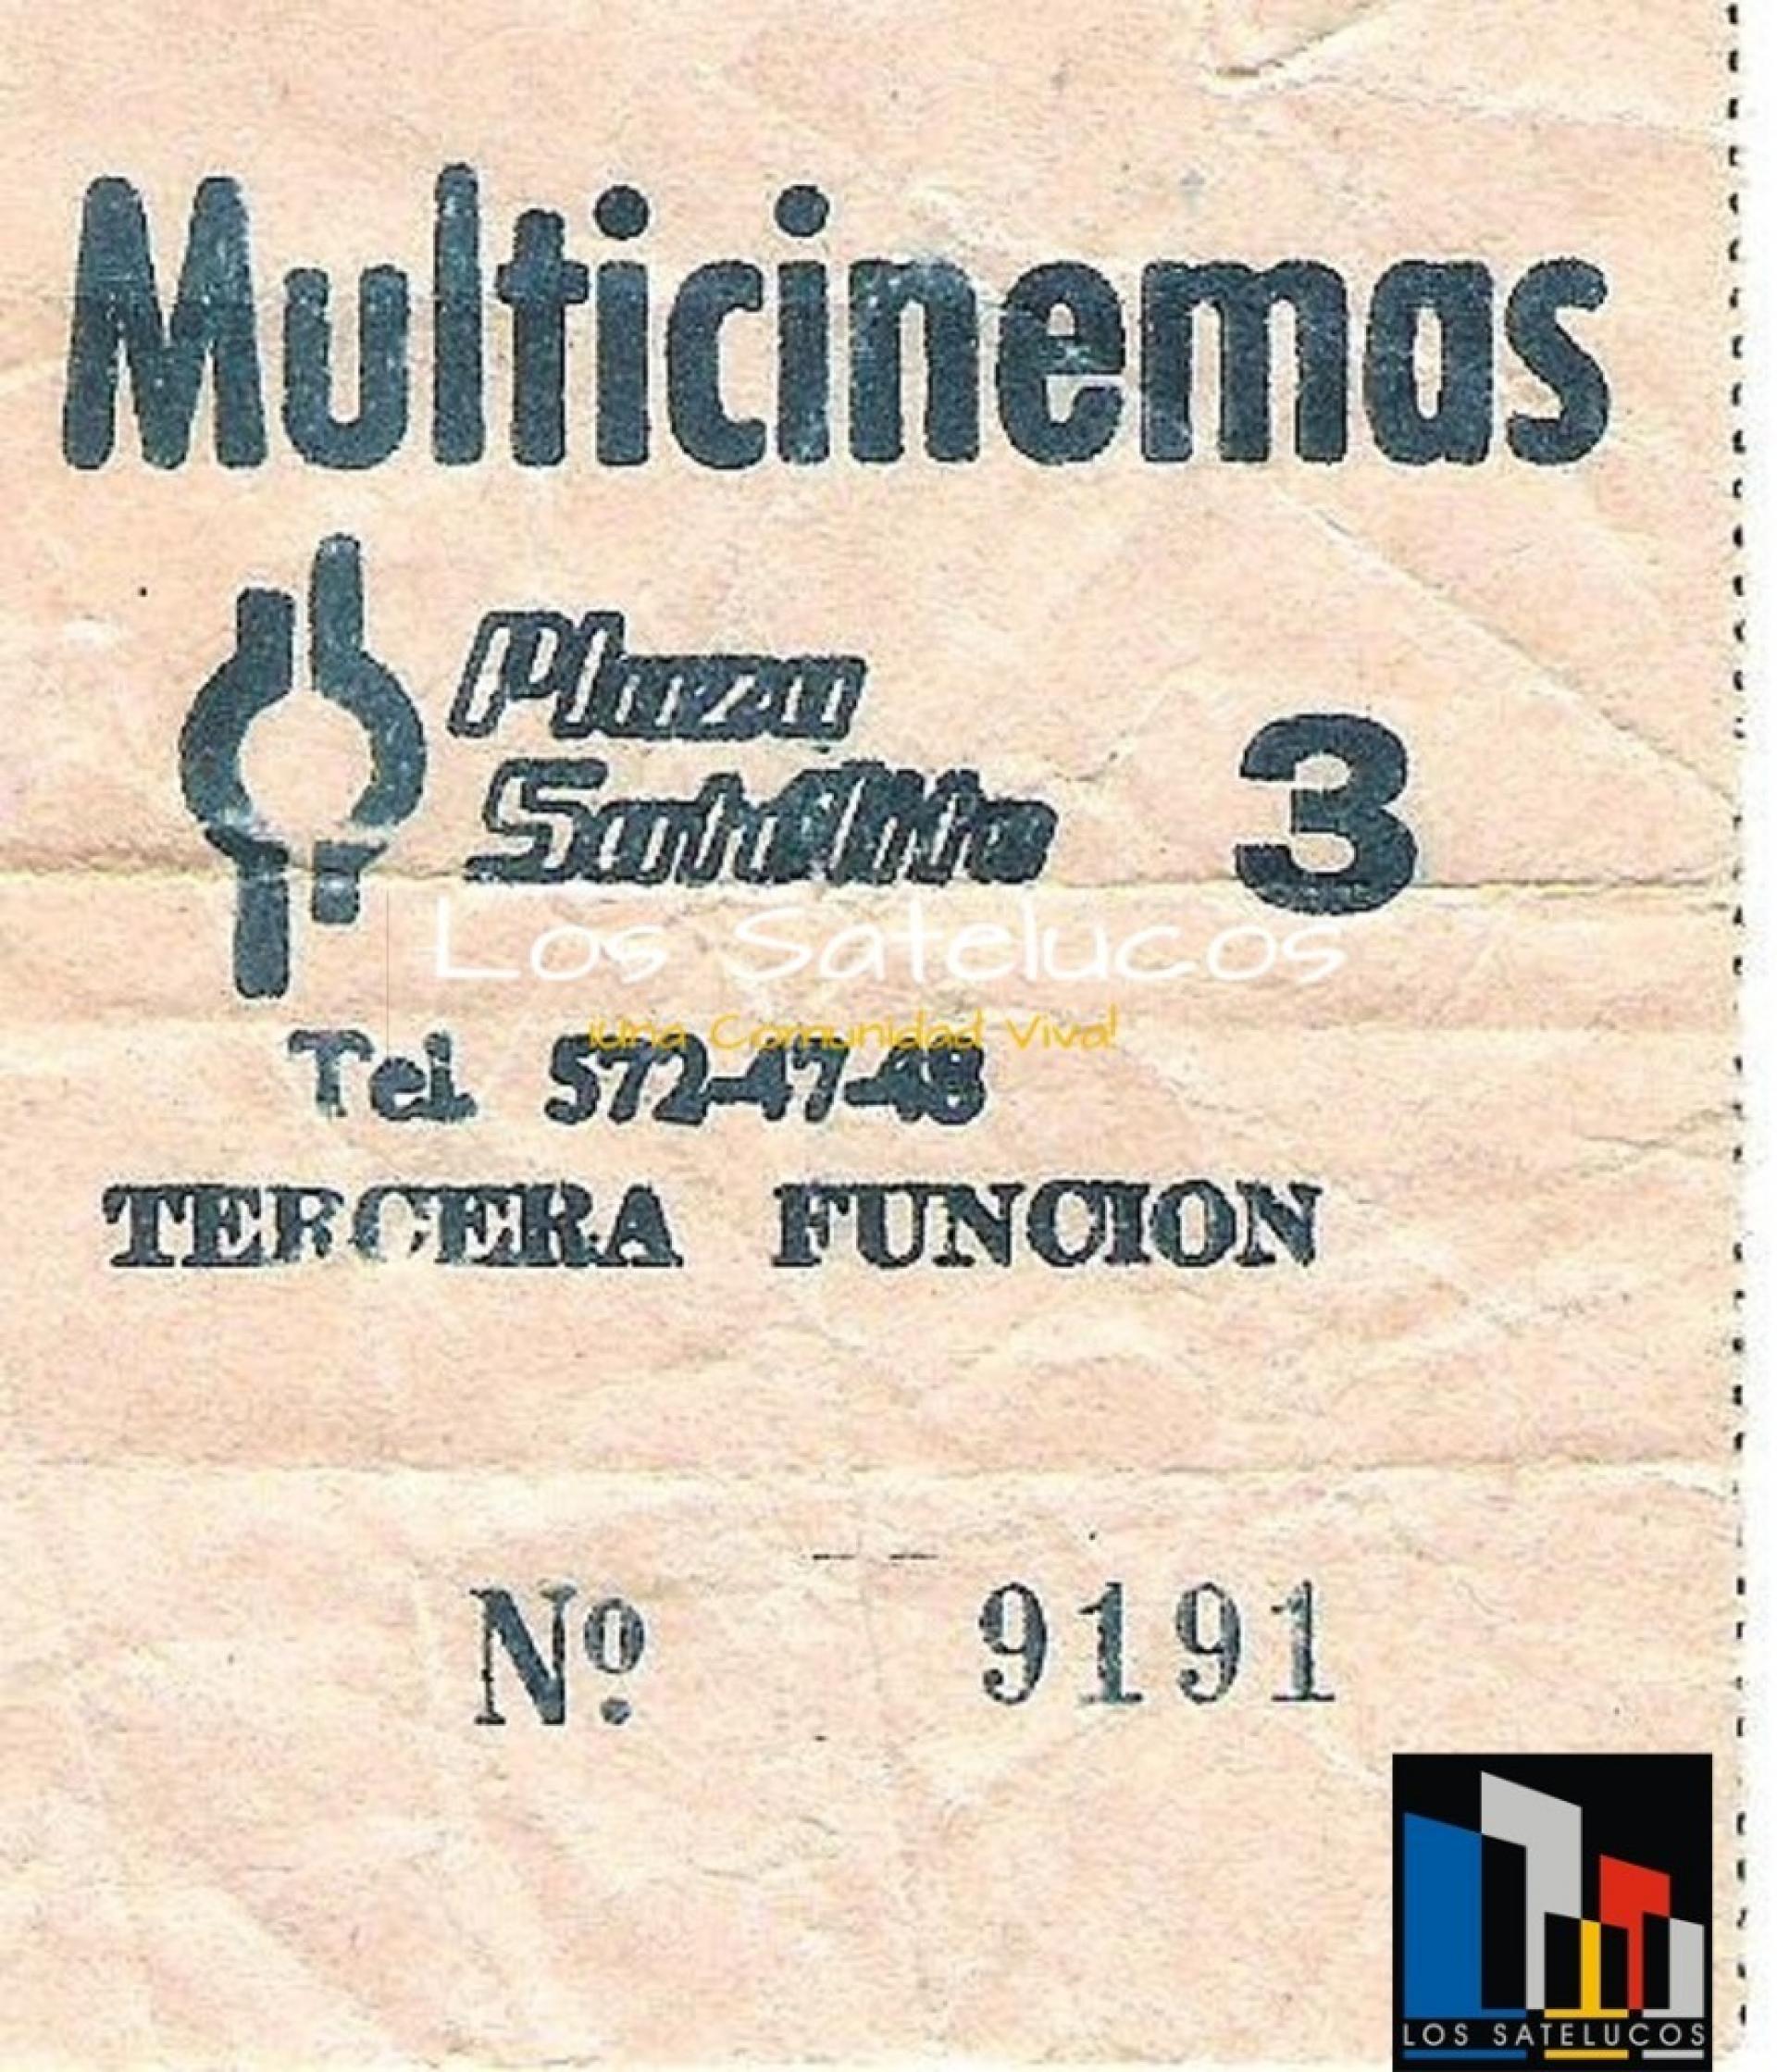 Multicinemas
Plaza
Satélite
3
Los Satelucos
¡Una Comunidad Viva!
Tel. 572-47-48
TERCERA FUNCION
Nº. 9191
LOS SATELUCOS